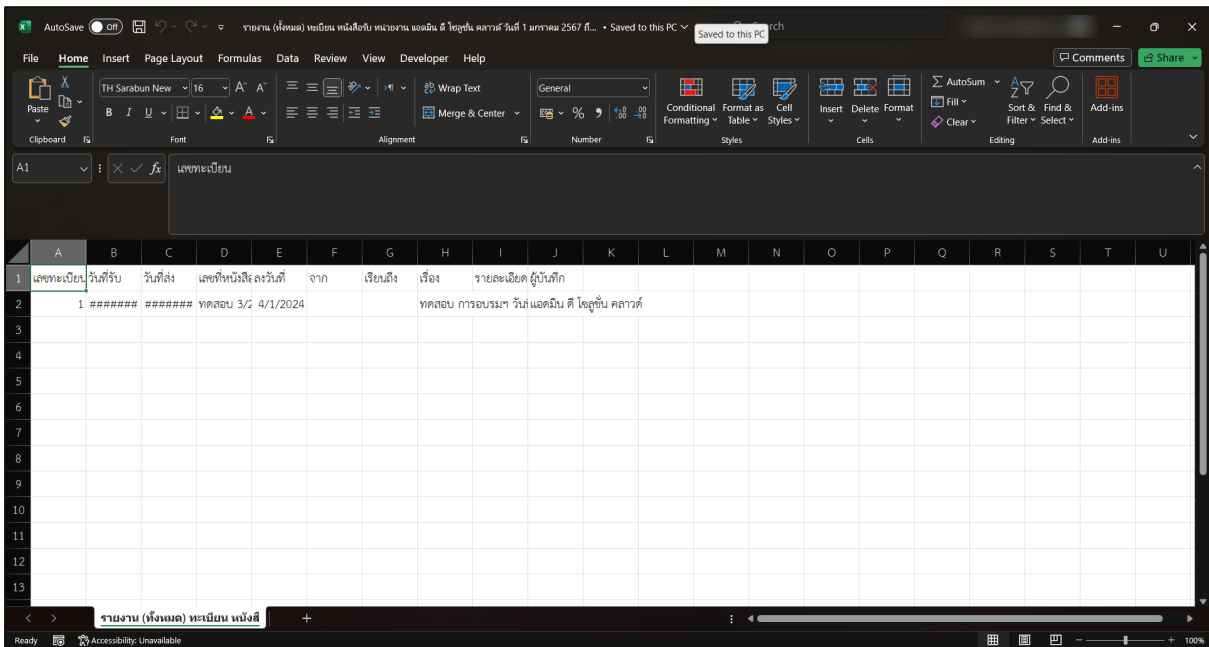 AutoSave Off รายงาน (ทั้งหมด) ทะเบียน หนังสือรับ หน่วยงาน แอดมิน ดี โซลูชั่น คลาวด์ วันที่ 1 มกราคม 2567 ถึ... • Saved to this PC rch
Saved to this PC
File Home Insert Page Layout Formulas Data Review View Developer Help Comments Share
Paste TH Sarabun New 16 A A Wrap Text General Conditional Formatting Format as Table Cell Styles Insert Delete Format AutoSum Fill Clear Sort & Filter Find & Select Add-ins
B I U A Merge & Center % 9
Clipboard Font Alignment Number Styles Cells Editing Add-ins
A1 fx เลขทะเบียน
A B C D E F G H I J K L M N O P Q R S T U
1 เลขทะเบียน วันที่รับ วันที่ส่ง เลขที่หนังสือ ลงวันที่ จาก เรียนถึง เรื่อง รายละเอียด ผู้บันทึก
2 1 ####### ####### ทดสอบ 3/2 4/1/2024 ทดสอบ การอบรมฯ วันที่ แอดมิน ดี โซลูชั่น คลาวด์
3
4
5
6
7
8
9
10
11
12
13
รายงาน (ทั้งหมด) ทะเบียน หนังสื +
Ready Accessibility: Unavailable 100%